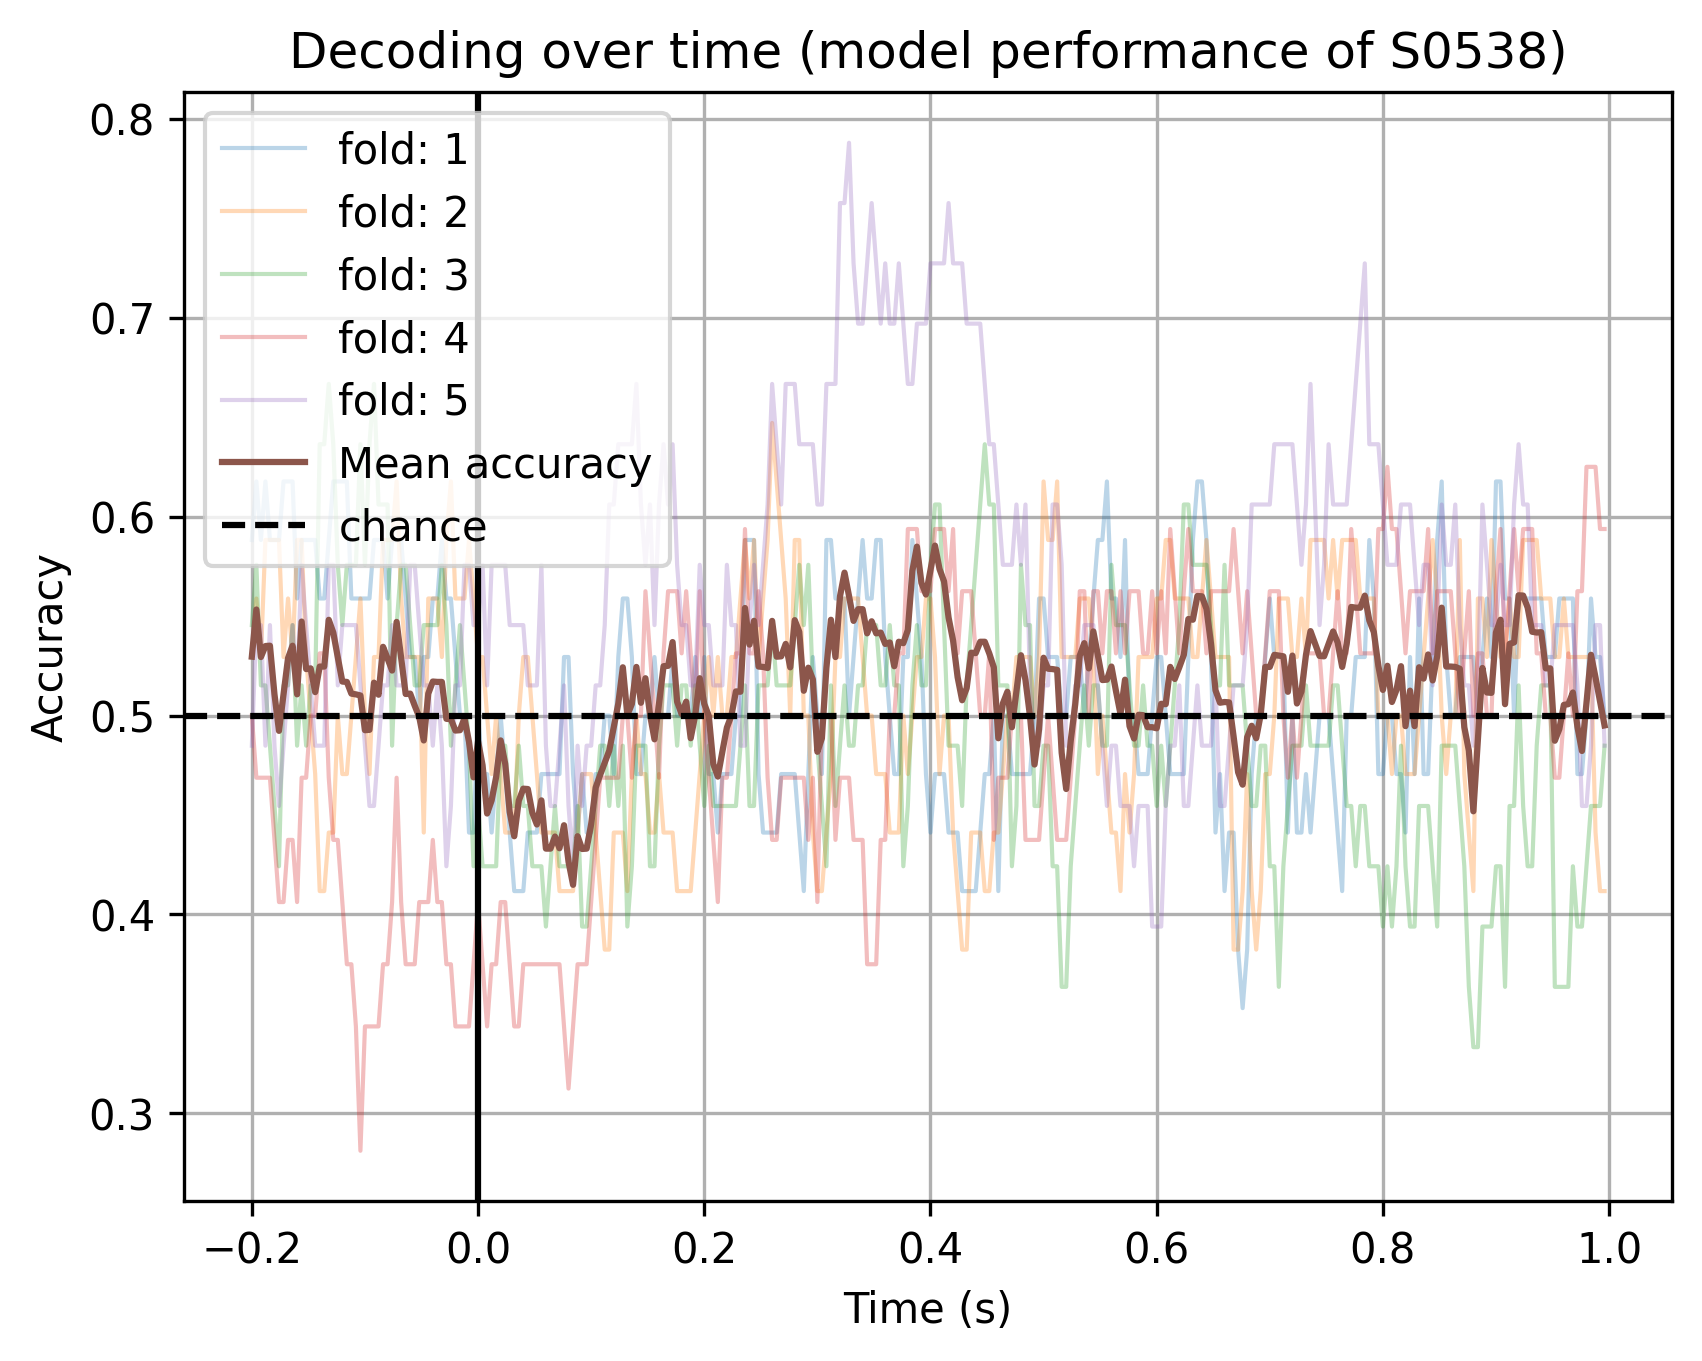 Decoding over time (model performance of S0538)
Accuracy
0.8
0.7
0.6
0.5
0.4
0.3
fold: 1
fold: 2
fold: 3
fold: 4
fold: 5
Mean accuracy
chance
−0.2
0.0
0.2
0.4
0.6
0.8
1.0
Time (s)